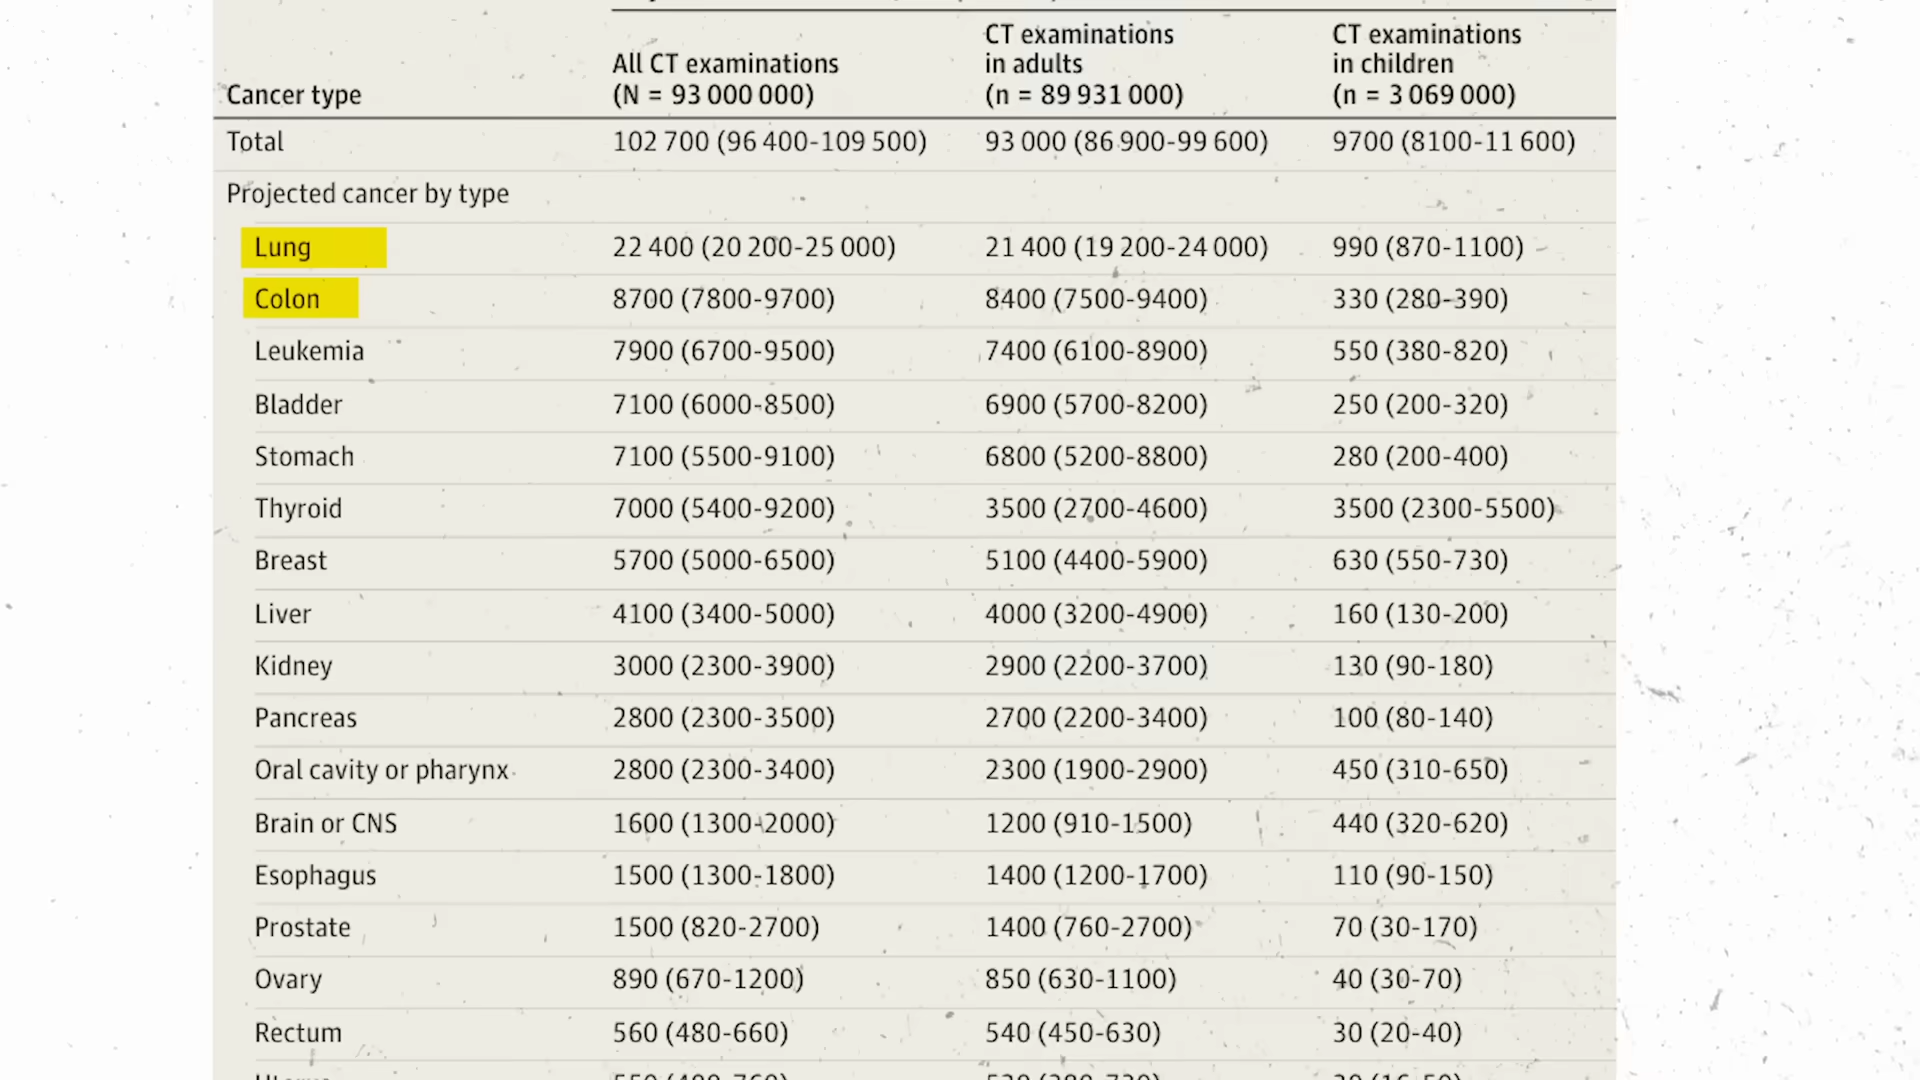 Cancer type All CT examinations (N = 93 000 000) CT examinations in adults (n = 89 931 000) CT examinations in children (n = 3 069 000)
Total 102 700 (96 400-109 500) 93 000 (86 900-99 600) 9700 (8100-11 600)
Projected cancer by type
Lung 22 400 (20 200-25 000) 21 400 (19 200-24 000) 990 (870-1100)
Colon 8700 (7800-9700) 8400 (7500-9400) 330 (280-390)
Leukemia 7900 (6700-9500) 7400 (6100-8900) 550 (380-820)
Bladder 7100 (6000-8500) 6900 (5700-8200) 250 (200-320)
Stomach 7100 (5500-9100) 6800 (5200-8800) 280 (200-400)
Thyroid 7000 (5400-9200) 3500 (2700-4600) 3500 (2300-5500)
Breast 5700 (5000-6500) 5100 (4400-5900) 630 (550-730)
Liver 4100 (3400-5000) 4000 (3200-4900) 160 (130-200)
Kidney 3000 (2300-3900) 2900 (2200-3700) 130 (90-180)
Pancreas 2800 (2300-3500) 2700 (2200-3400) 100 (80-140)
Oral cavity or pharynx 2800 (2300-3400) 2300 (1900-2900) 450 (310-650)
Brain or CNS 1600 (1300-2000) 1200 (910-1500) 440 (320-620)
Esophagus 1500 (1300-1800) 1400 (1200-1700) 110 (90-150)
Prostate 1500 (820-2700) 1400 (760-2700) 70 (30-170)
Ovary 890 (670-1200) 850 (630-1100) 40 (30-70)
Rectum 560 (480-660) 540 (450-630) 30 (20-40)